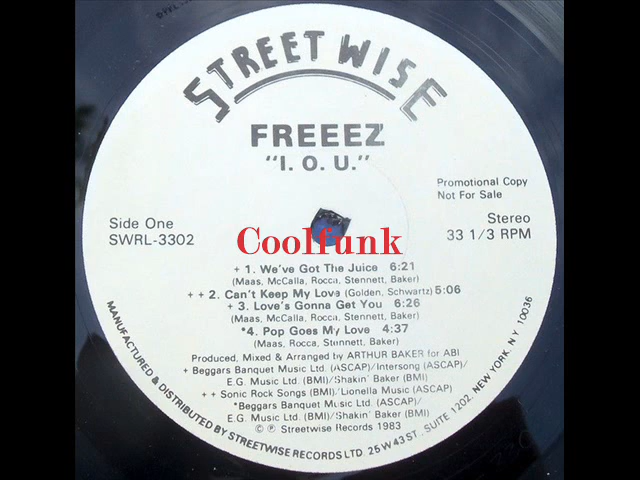 STREETWISE
FREEEZ
"I. O. U."
Promotional Copy
Not For Sale
Side One
SWRL-3302
Stereo
33 1/3 RPM
Coolfunk
+ 1. We've Got The Juice 6:21
(Maas, McCalla, Rocca, Stennett, Baker)
+ + 2. Can't Keep My Love (Golden, Schwartz) 5:06
+ 3. Love's Gonna Get You 6:26
(Maas, McCalla, Rocca, Stennett, Baker)
*4. Pop Goes My Love 4:37
(Maas, Rocca, Stennett, Baker)
Produced, Mixed & Arranged by ARTHUR BAKER for ABI
+ Beggars Banquet Music Ltd. (ASCAP)/Intersong (ASCAP)/
E.G. Music Ltd. (BMI)/Shakin' Baker (BMI)
+ + Sonic Rock Songs (BMI)/Lionella Music (ASCAP)
*Beggars Banquet Music Ltd. (ASCAP)/
E.G. Music Ltd. (BMI)/Shakin' Baker (BMI)
© ℗ Streetwise Records 1983
MANUFACTURED & DISTRIBUTED BY STREETWISE RECORDS LTD. 25 W 43 ST., SUITE 1202, NEW YORK, N.Y. 10036